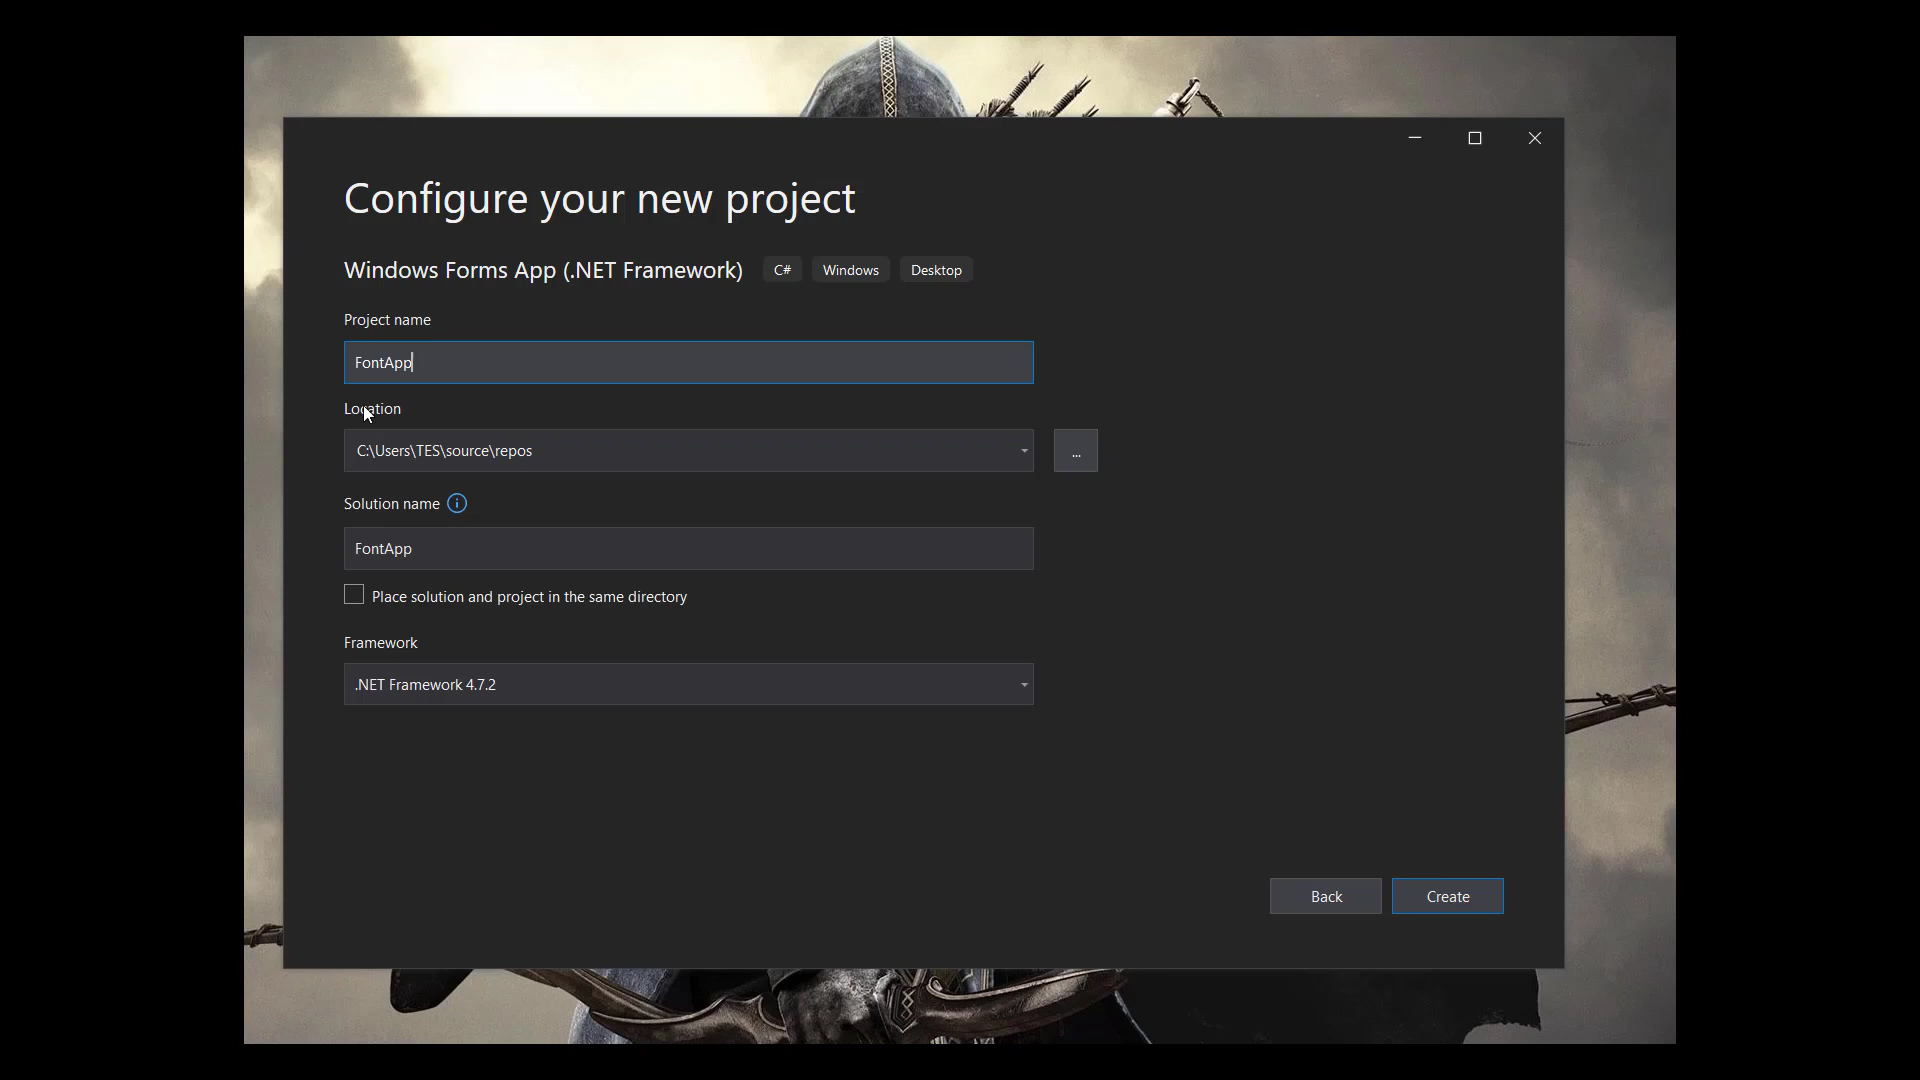 Configure your new project
Windows Forms App (.NET Framework) C# Windows Desktop
Project name
FontApp
Location
C:\Users\TES\source\repos
...
Solution name
FontApp
Place solution and project in the same directory
Framework
.NET Framework 4.7.2
Back Create